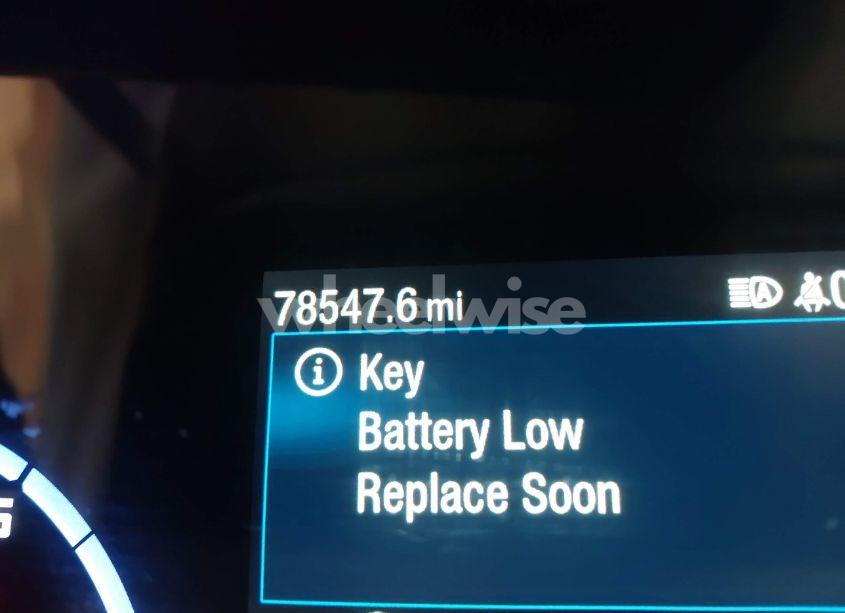 78547.6 mi
wheelwise
Key
Battery Low
Replace Soon